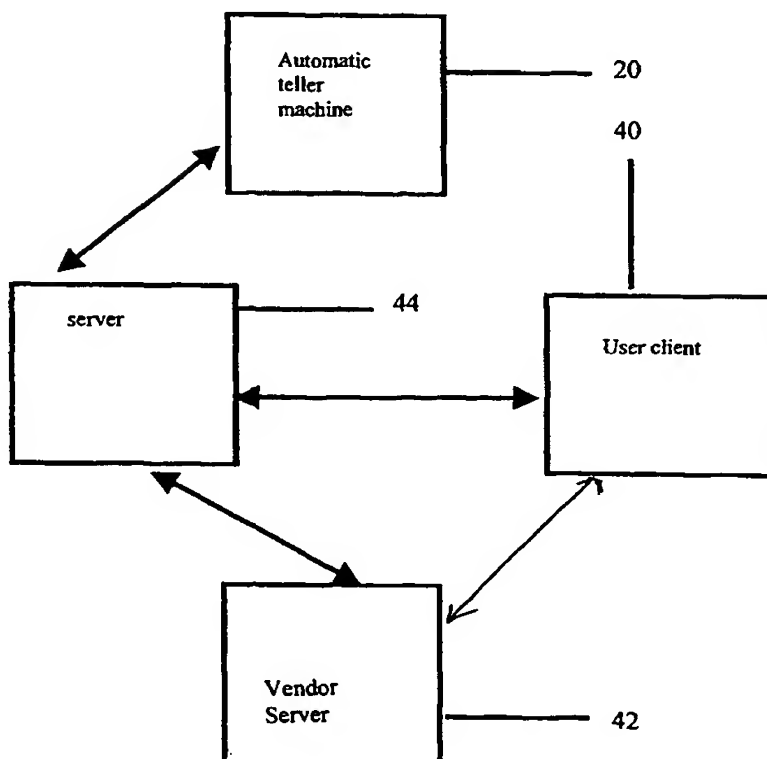 Automatic
teller
machine
20
40
server
44
User client
Vendor
Server
42